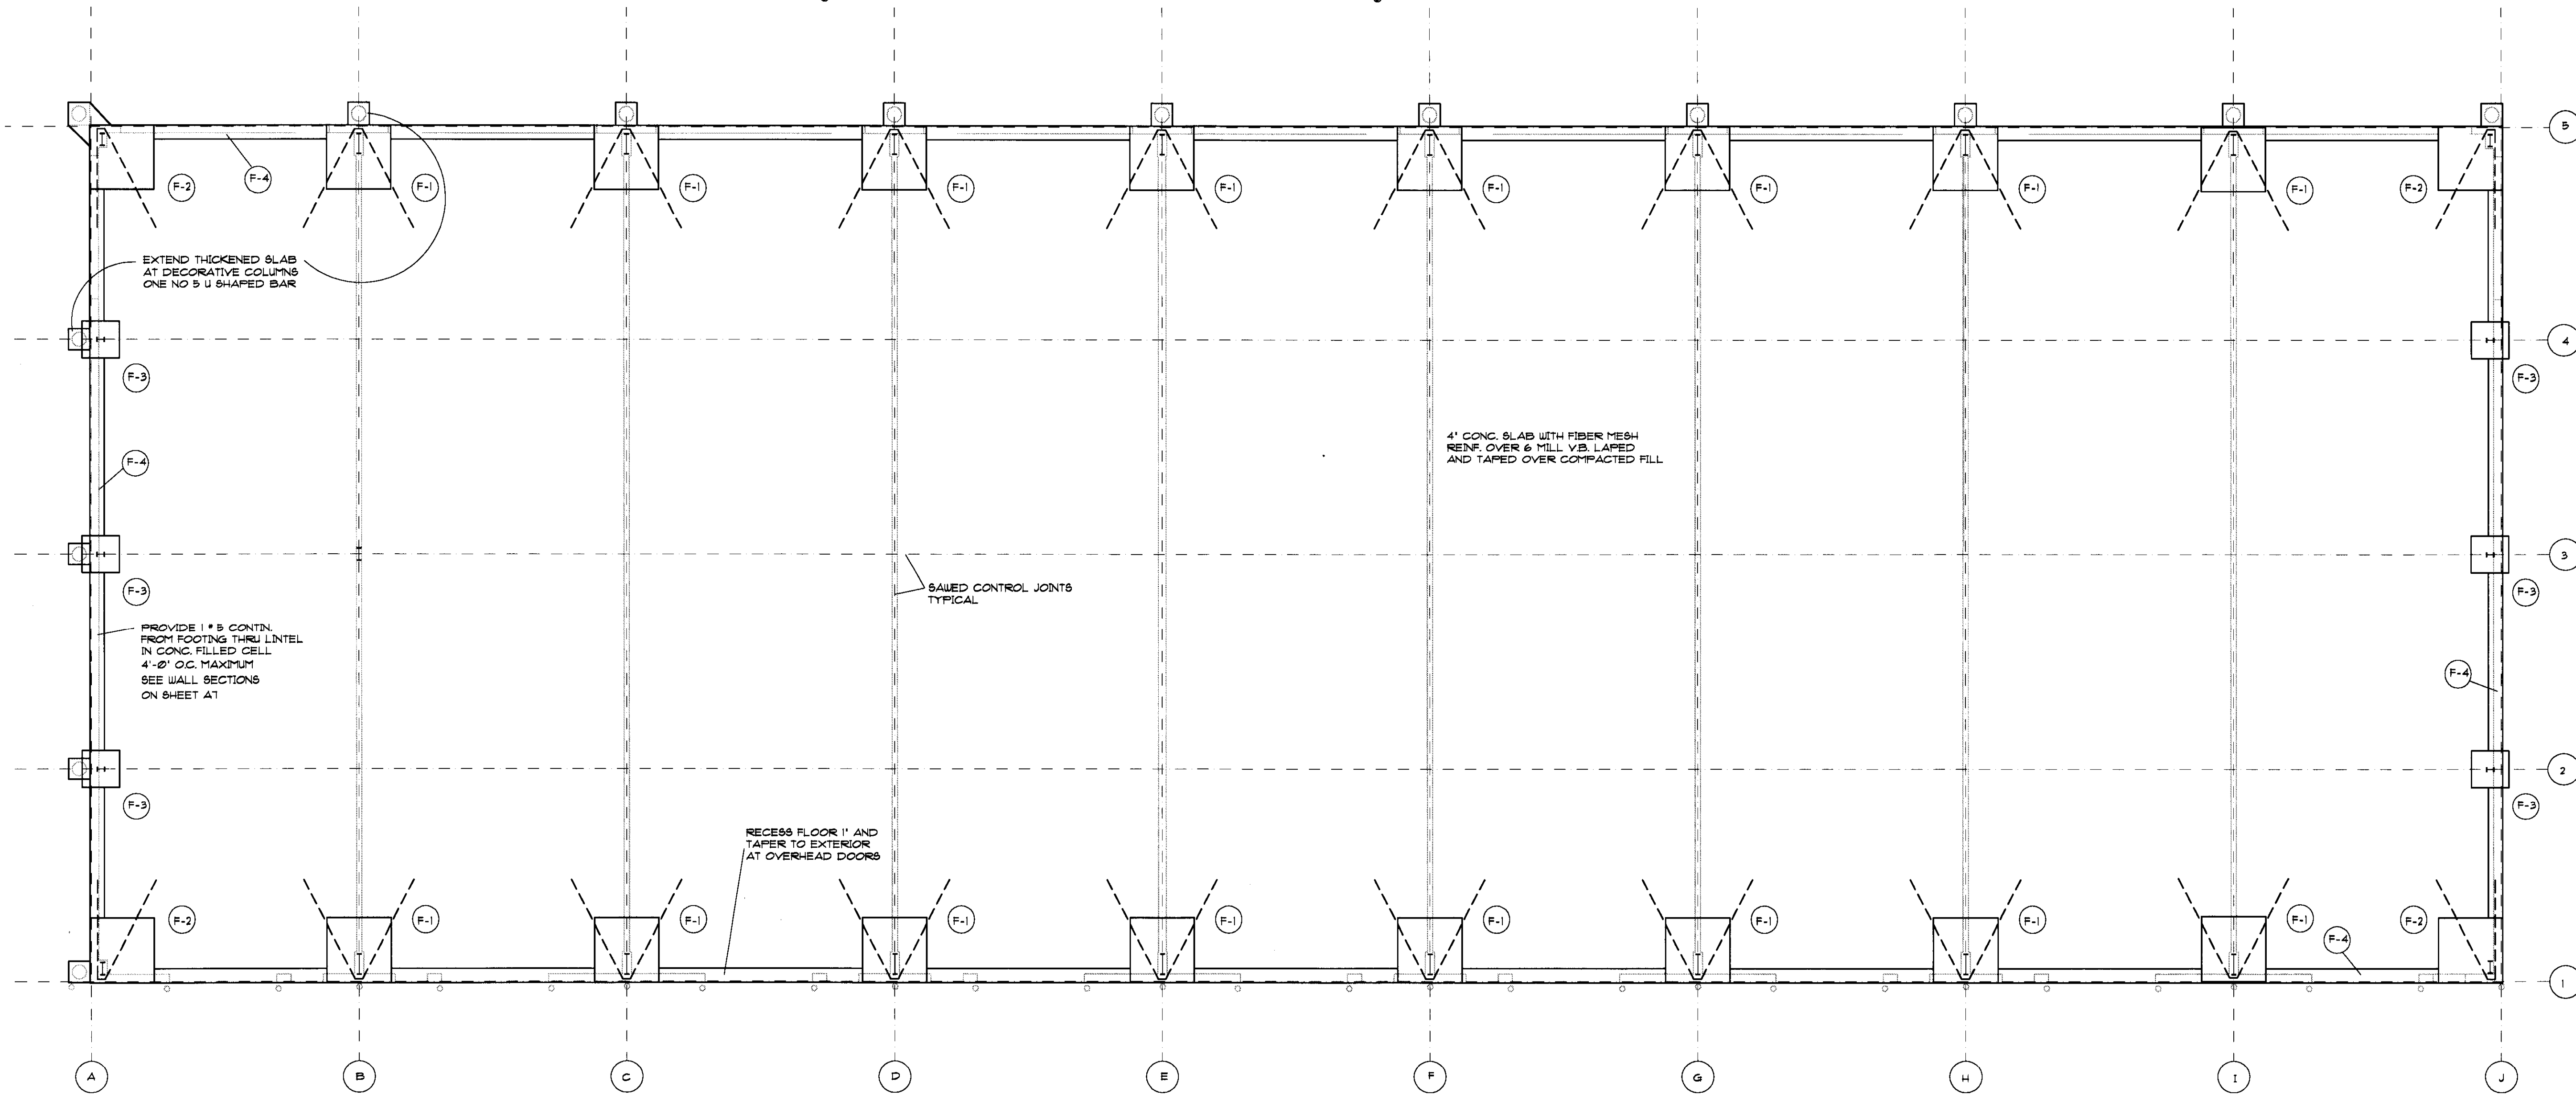 5
F-2
F-4
F-1
F-1
F-1
F-1
F-1
F-1
F-1
F-1
F-2
EXTEND THICKENED SLAB
AT DECORATIVE COLUMNS
ONE NO 5 U SHAPED BAR
4
F-3
F-3
4" CONC. SLAB WITH FIBER MESH
REINF. OVER 6 MILL V.B. LAPED
AND TAPED OVER COMPACTED FILL
F-4
3
SAWED CONTROL JOINTS
TYPICAL
F-3
F-3
PROVIDE 1 # 5 CONTIN.
FROM FOOTING THRU LINTEL
IN CONC. FILLED CELL
4'-0" O.C. MAXIMUM
SEE WALL SECTIONS
ON SHEET A7
F-4
2
F-3
F-3
RECESS FLOOR 1" AND
TAPER TO EXTERIOR
AT OVERHEAD DOORS
F-2
F-1
F-1
F-1
F-1
F-1
F-1
F-1
F-1
F-2
F-4
1
A
B
C
D
E
F
G
H
I
J